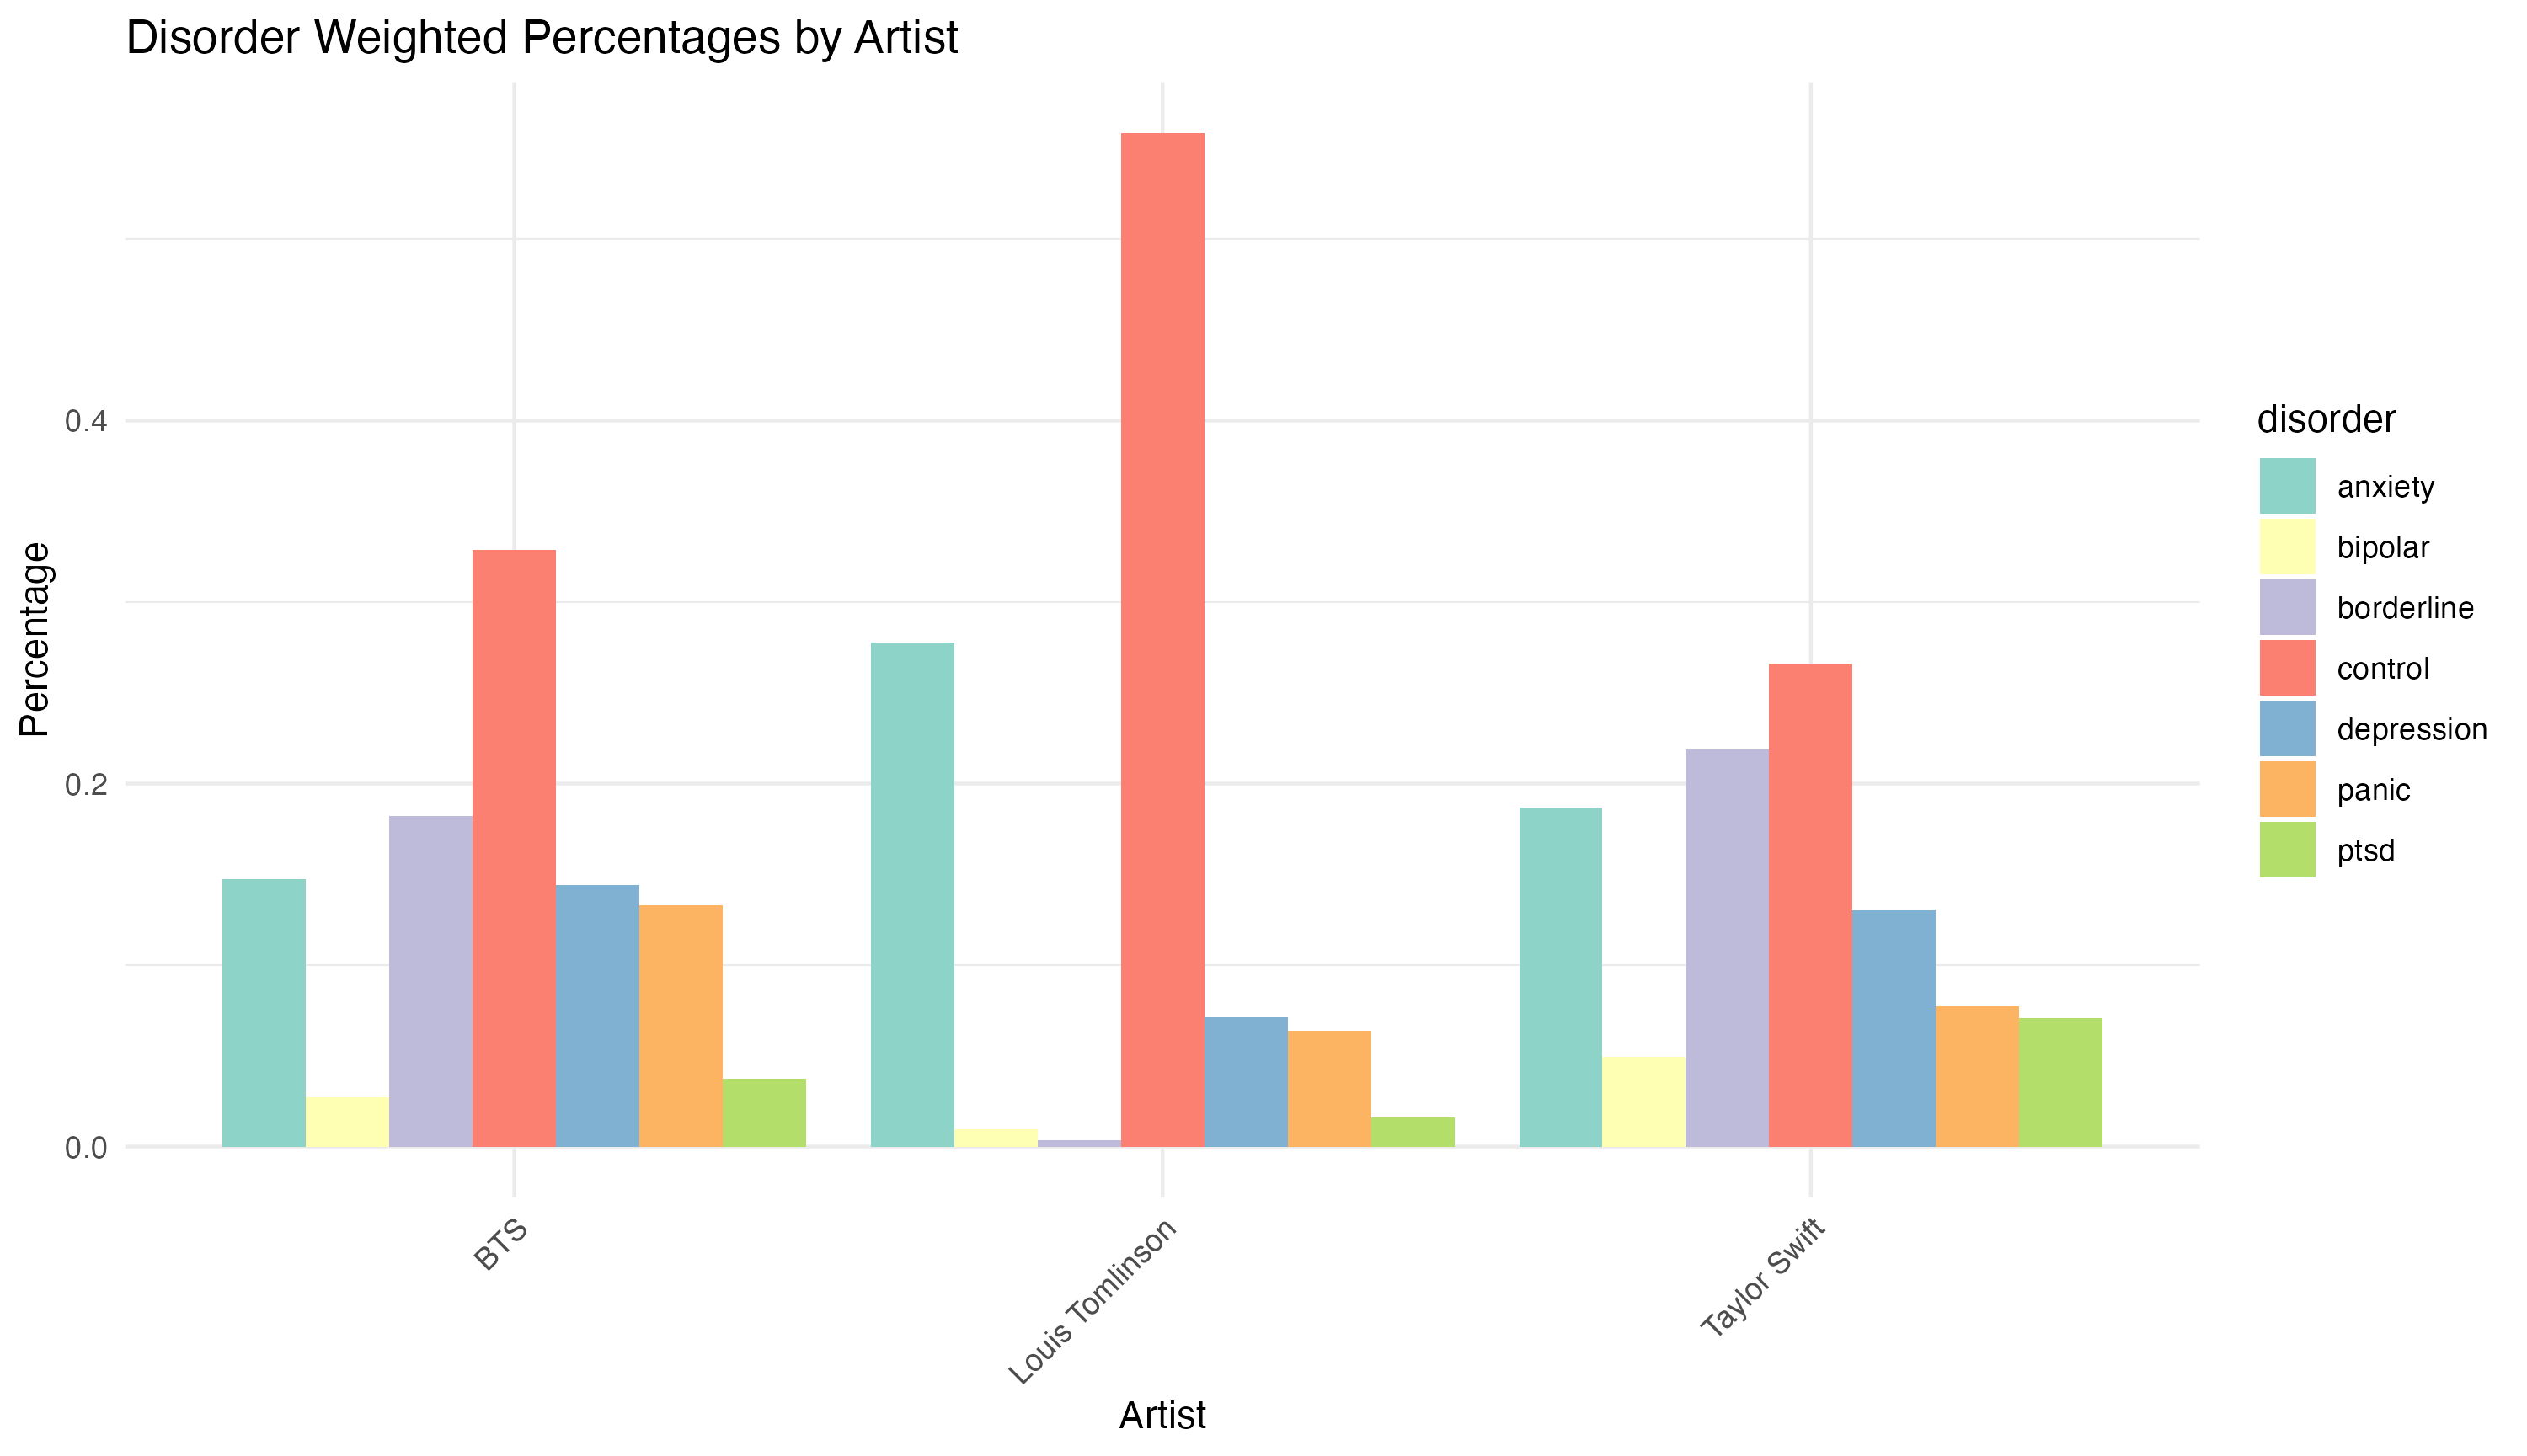 Disorder Weighted Percentages by Artist
Percentage
0.4
0.2
0.0
BTS
Louis Tomlinson
Taylor Swift
Artist
disorder
anxiety
bipolar
borderline
control
depression
panic
ptsd